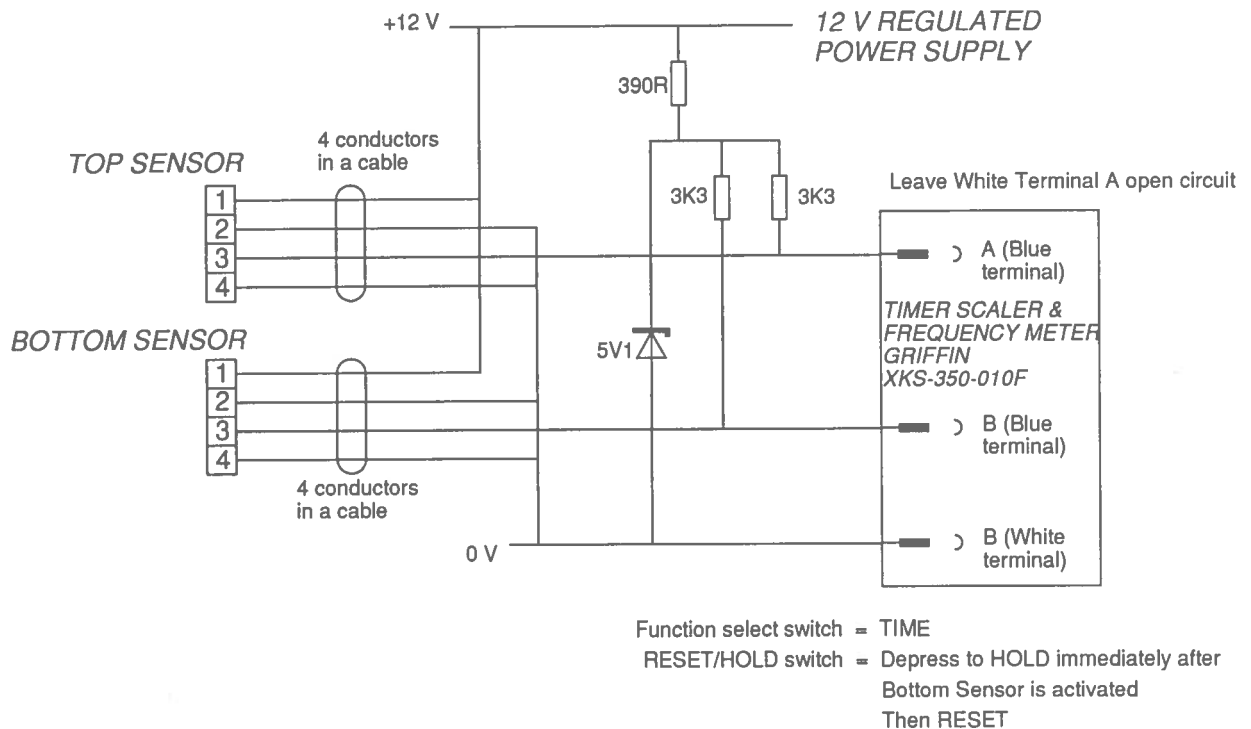 +12 V
12 V REGULATED
POWER SUPPLY
390R
4 conductors
in a cable
TOP SENSOR
1
2
3
4
3K3
3K3
Leave White Terminal A open circuit
A (Blue
terminal)
TIMER SCALER &
FREQUENCY METER
GRIFFIN
XKS-350-010F
BOTTOM SENSOR
1
2
3
4
5V1
B (Blue
terminal)
4 conductors
in a cable
0 V
B (White
terminal)
Function select switch = TIME
RESET/HOLD switch = Depress to HOLD immediately after
Bottom Sensor is activated
Then RESET